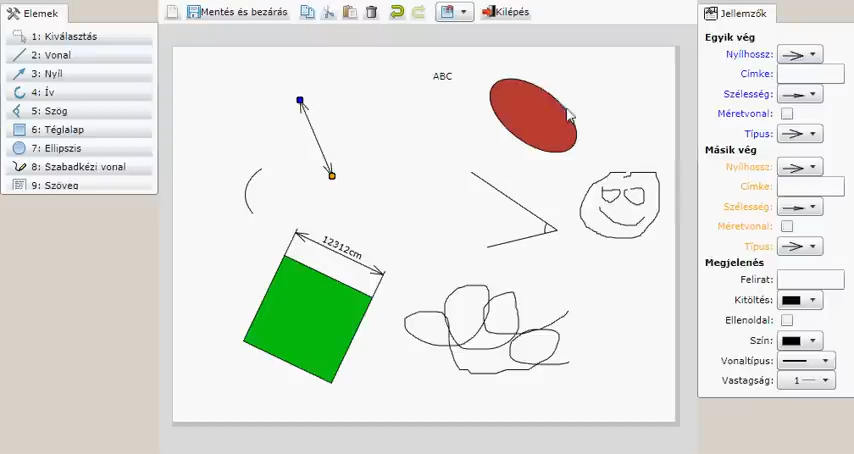 Elemek
1: Kiválasztás
2: Vonal
3: Nyíl
4: Ív
5: Szög
6: Téglalap
7: Ellipszis
8: Szabadkézi vonal
9: Szöveg
Mentés és bezárás
Kilépés
ABC
12312cm
Jellemzők
Egyik vég
Nyílhossz:
Címke:
Szélesség:
Méretvonal:
Típus:
Másik vég
Nyílhossz:
Címke:
Szélesség:
Méretvonal:
Típus:
Megjelenés
Felirat:
Kitöltés:
Ellenoldal:
Szín:
Vonaltípus:
Vastagság:
1